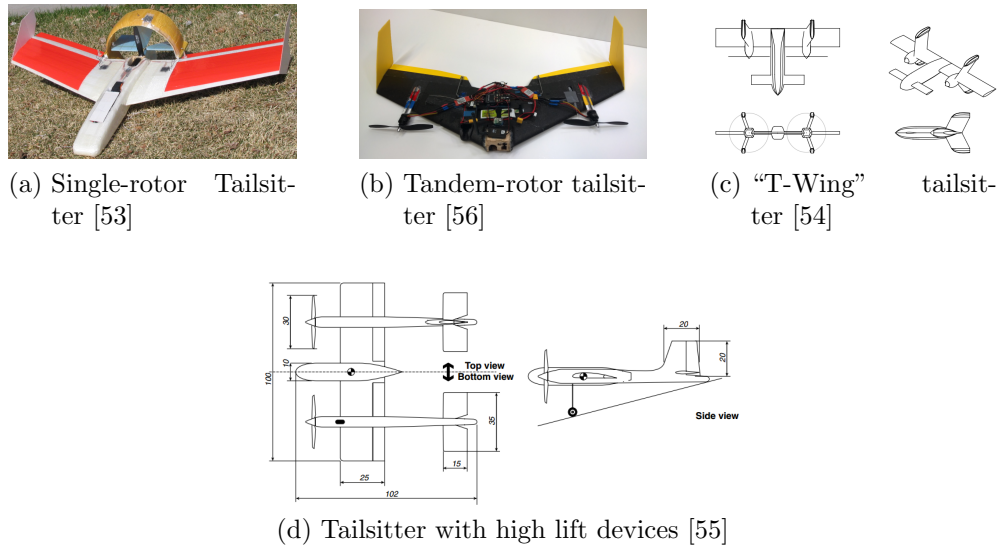 (a) Single-rotor Tailsit-
ter [53]
(b) Tandem-rotor tailsit-
ter [56]
(c) “T-Wing” tailsit-
ter [54]
30
10
100
Top view
Bottom view
35
15
25
102
20
20
Side view
(d) Tailsitter with high lift devices [55]